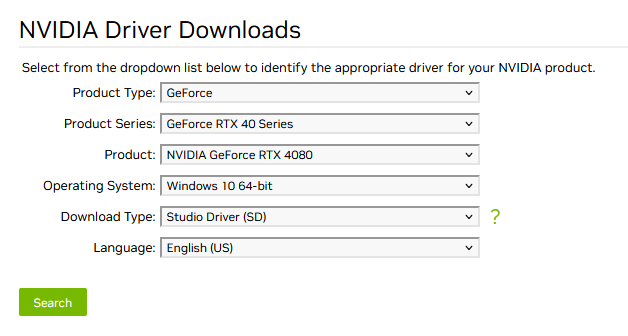 NVIDIA Driver Downloads
Select from the dropdown list below to identify the appropriate driver for your NVIDIA product.
Product Type: GeForce
Product Series: GeForce RTX 40 Series
Product: NVIDIA GeForce RTX 4080
Operating System: Windows 10 64-bit
Download Type: Studio Driver (SD) ?
Language: English (US)
Search